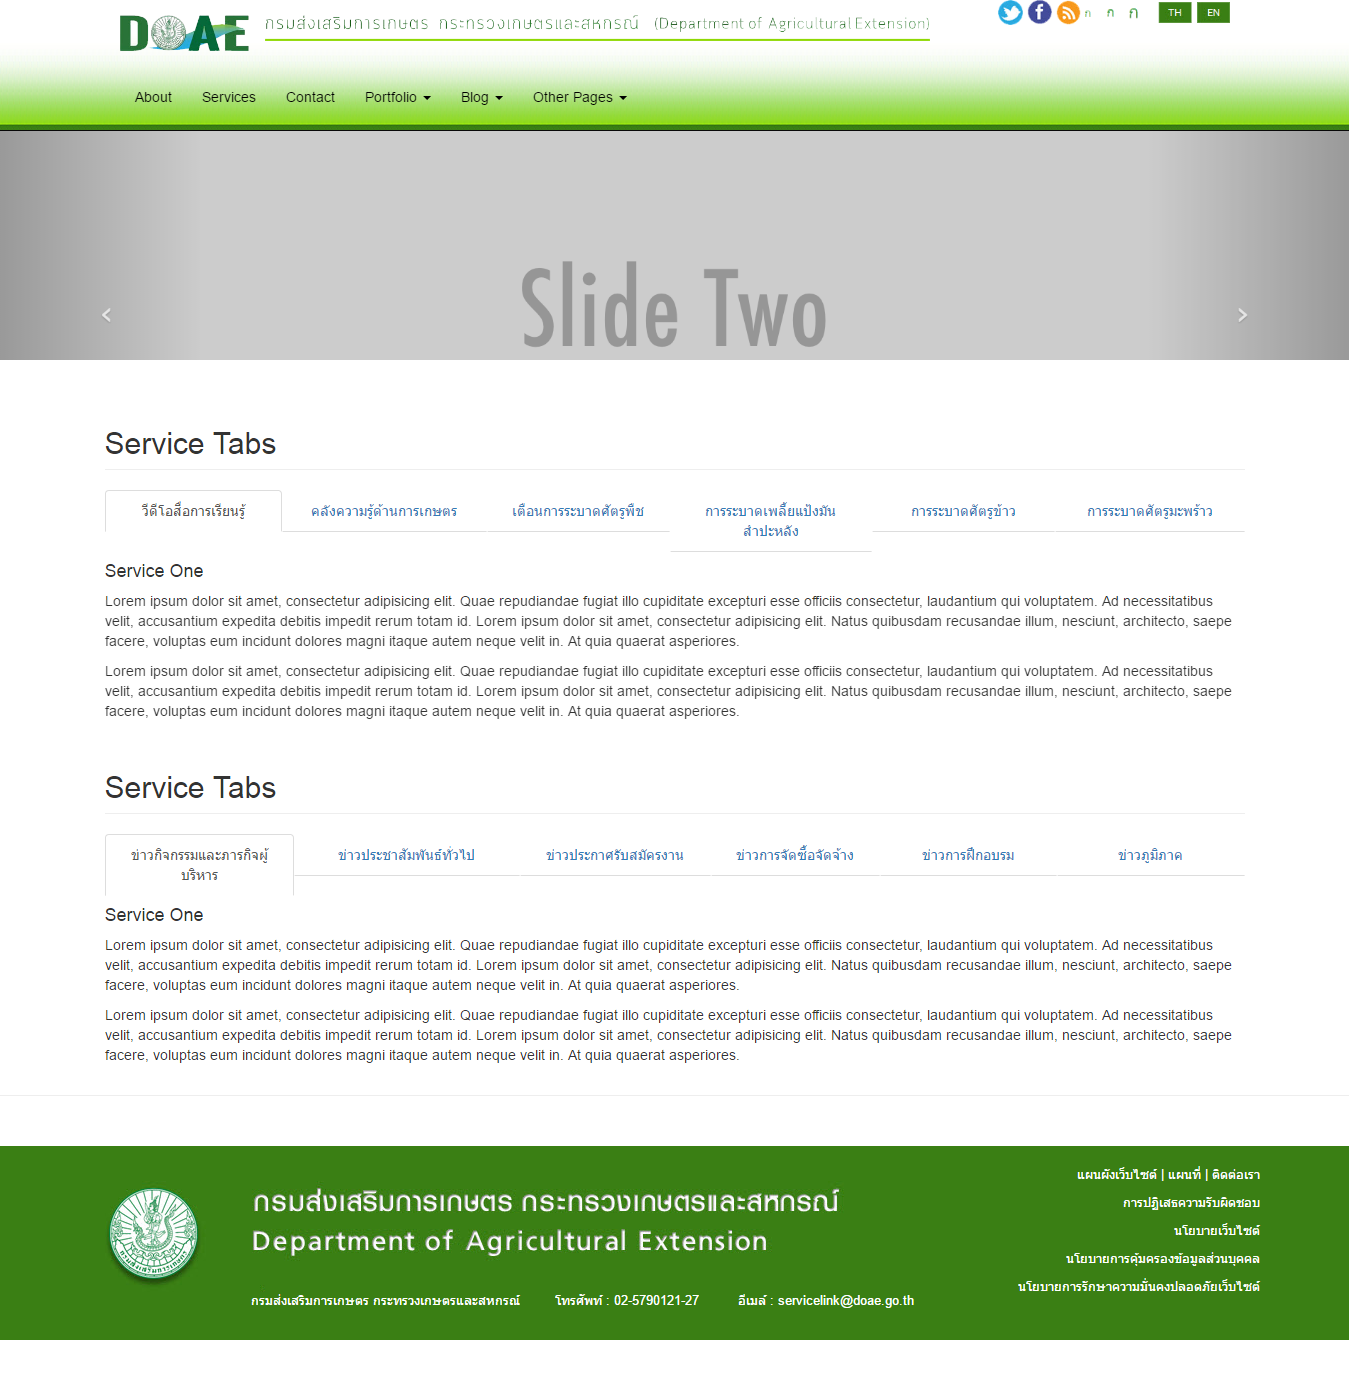 DOAE
กรมส่งเสริมการเกษตร กระทรวงเกษตรและสหกรณ์ (Department of Agricultural Extension)
ก ก ก TH EN
About Services Contact Portfolio Blog Other Pages
Slide Two
Service Tabs
วีดีโอสื่อการเรียนรู้
คลังความรู้ด้านการเกษตร
เตือนการระบาดศัตรูพืช
การระบาดเพลี้ยแป้งมัน
สำปะหลัง
การระบาดศัตรูข้าว
การระบาดศัตรูมะพร้าว
Service One
Lorem ipsum dolor sit amet, consectetur adipisicing elit. Quae repudiandae fugiat illo cupiditate excepturi esse officiis consectetur, laudantium qui voluptatem. Ad necessitatibus
velit, accusantium expedita debitis impedit rerum totam id. Lorem ipsum dolor sit amet, consectetur adipisicing elit. Natus quibusdam recusandae illum, nesciunt, architecto, saepe
facere, voluptas eum incidunt dolores magni itaque autem neque velit in. At quia quaerat asperiores.
Lorem ipsum dolor sit amet, consectetur adipisicing elit. Quae repudiandae fugiat illo cupiditate excepturi esse officiis consectetur, laudantium qui voluptatem. Ad necessitatibus
velit, accusantium expedita debitis impedit rerum totam id. Lorem ipsum dolor sit amet, consectetur adipisicing elit. Natus quibusdam recusandae illum, nesciunt, architecto, saepe
facere, voluptas eum incidunt dolores magni itaque autem neque velit in. At quia quaerat asperiores.
Service Tabs
ข่าวกิจกรรมและภารกิจผู้
บริหาร
ข่าวประชาสัมพันธ์ทั่วไป
ข่าวประกาศรับสมัครงาน
ข่าวการจัดซื้อจัดจ้าง
ข่าวการฝึกอบรม
ข่าวภูมิภาค
Service One
Lorem ipsum dolor sit amet, consectetur adipisicing elit. Quae repudiandae fugiat illo cupiditate excepturi esse officiis consectetur, laudantium qui voluptatem. Ad necessitatibus
velit, accusantium expedita debitis impedit rerum totam id. Lorem ipsum dolor sit amet, consectetur adipisicing elit. Natus quibusdam recusandae illum, nesciunt, architecto, saepe
facere, voluptas eum incidunt dolores magni itaque autem neque velit in. At quia quaerat asperiores.
Lorem ipsum dolor sit amet, consectetur adipisicing elit. Quae repudiandae fugiat illo cupiditate excepturi esse officiis consectetur, laudantium qui voluptatem. Ad necessitatibus
velit, accusantium expedita debitis impedit rerum totam id. Lorem ipsum dolor sit amet, consectetur adipisicing elit. Natus quibusdam recusandae illum, nesciunt, architecto, saepe
facere, voluptas eum incidunt dolores magni itaque autem neque velit in. At quia quaerat asperiores.
กรมส่งเสริมการเกษตร
กรมส่งเสริมการเกษตร กระทรวงเกษตรและสหกรณ์
Department of Agricultural Extension
กรมส่งเสริมการเกษตร กระทรวงเกษตรและสหกรณ์ โทรศัพท์ : 02-5790121-27 อีเมล์ : servicelink@doae.go.th
แผนผังเว็บไซต์ | แผนที่ | ติดต่อเรา
การปฏิเสธความรับผิดชอบ
นโยบายเว็บไซต์
นโยบายการคุ้มครองข้อมูลส่วนบุคคล
นโยบายการรักษาความมั่นคงปลอดภัยเว็บไซต์